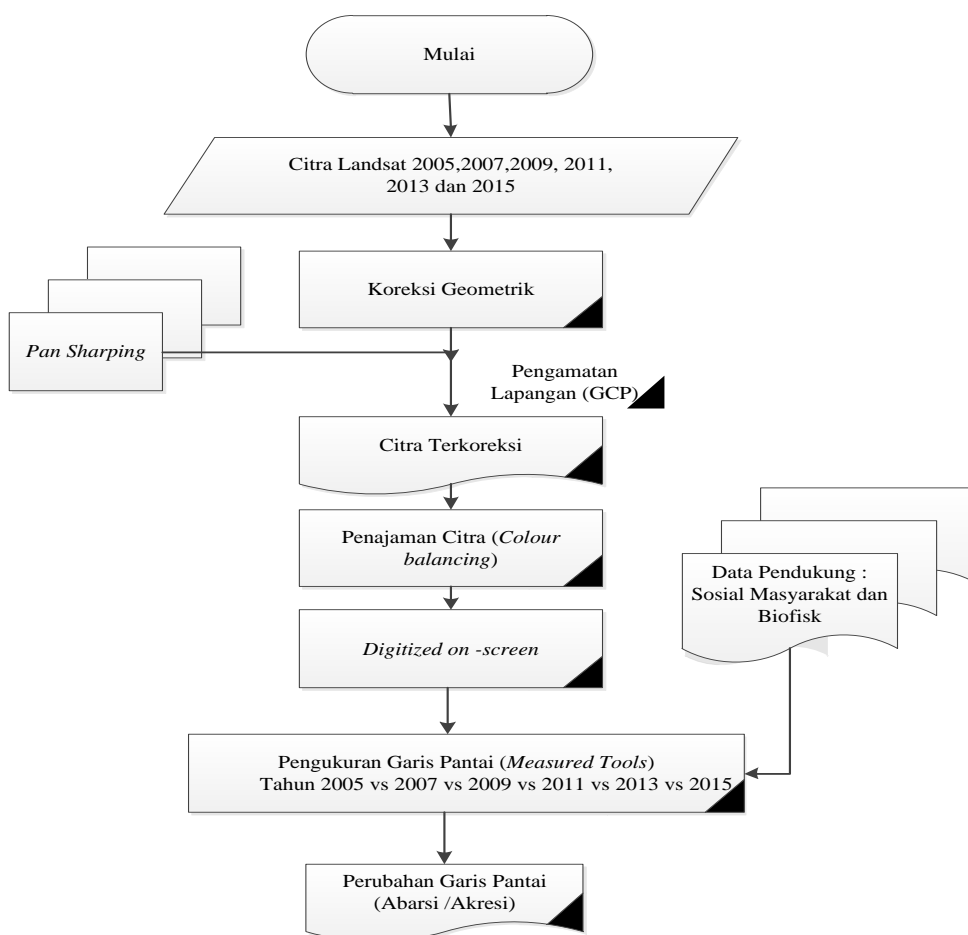 Mulai
Citra Landsat 2005,2007,2009, 2011,
2013 dan 2015
Koreksi Geometrik
Pan Sharping
Pengamatan
Lapangan (GCP)
Citra Terkoreksi
Penajaman Citra (Colour
balancing)
Data Pendukung :
Sosial Masyarakat dan
Biofisk
Digitized on -screen
Pengukuran Garis Pantai (Measured Tools)
Tahun 2005 vs 2007 vs 2009 vs 2011 vs 2013 vs 2015
Perubahan Garis Pantai
(Abarsi /Akresi)